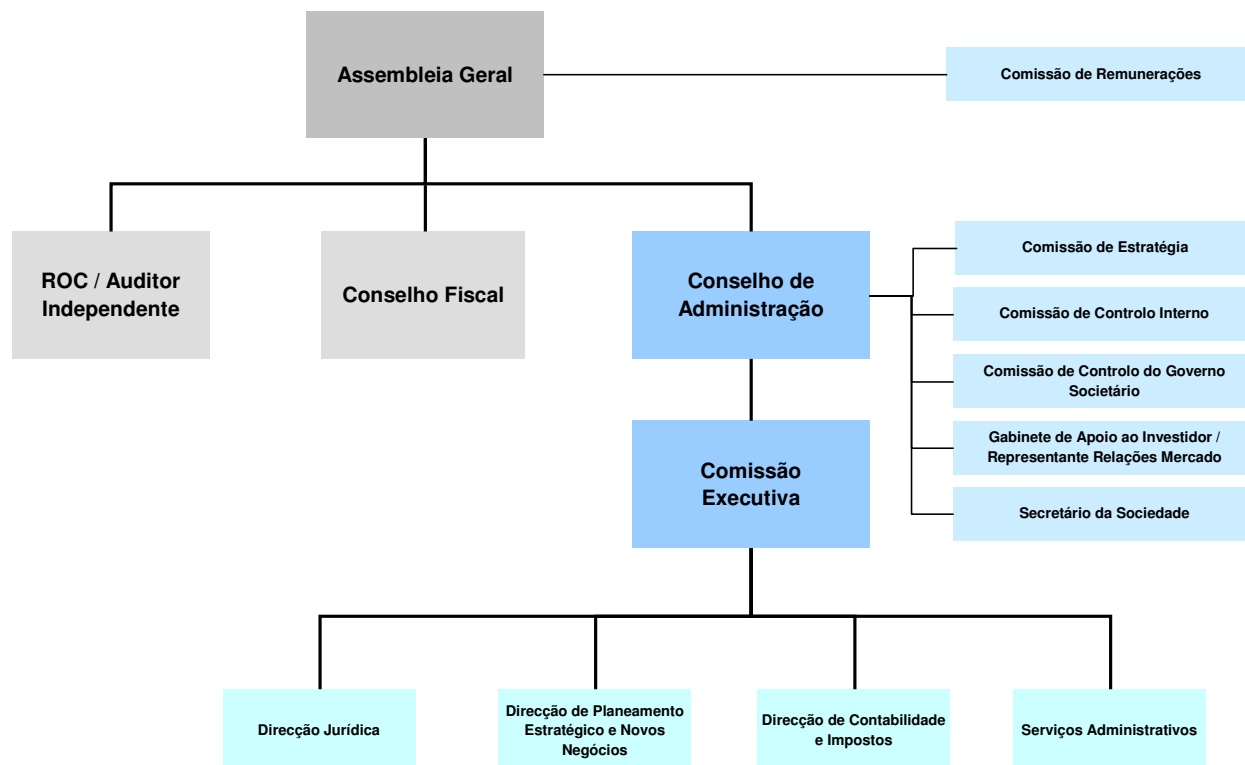 Assembleia Geral
Comissão de Remunerações
ROC / Auditor
Independente
Conselho Fiscal
Conselho de
Administração
Comissão de Estratégia
Comissão de Controlo Interno
Comissão de Controlo do Governo
Societário
Gabinete de Apoio ao Investidor /
Representante Relações Mercado
Secretário da Sociedade
Comissão
Executiva
Direcção Jurídica
Direcção de Planeamento
Estratégico e Novos
Negócios
Direcção de Contabilidade
e Impostos
Serviços Administrativos